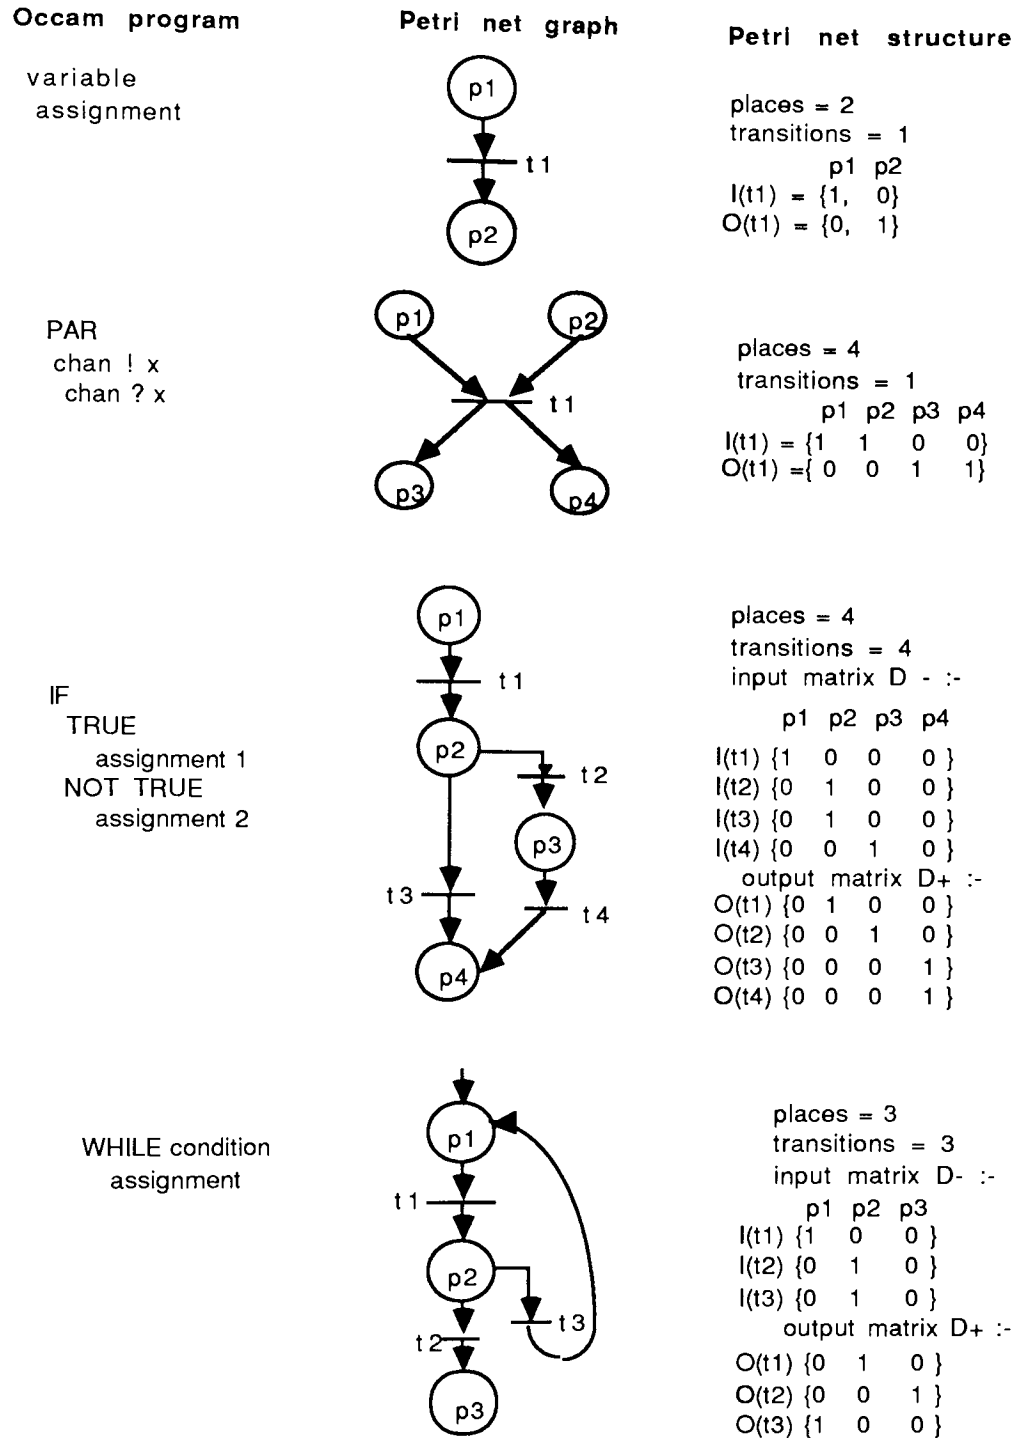 Occam program
Petri net graph
Petri net structure
variable
assignment
p1
t1
p2
places = 2
transitions = 1
p1 p2
I(t1) = {1, 0}
O(t1) = {0, 1}
PAR
chan ! x
chan ? x
p1
p2
t1
p3
p4
places = 4
transitions = 1
p1 p2 p3 p4
I(t1) = {1 1 0 0}
O(t1) ={ 0 0 1 1}
IF
TRUE
assignment 1
NOT TRUE
assignment 2
p1
t1
p2
t2
p3
t3
t4
p4
places = 4
transitions = 4
input matrix D - :-
p1 p2 p3 p4
I(t1) {1 0 0 0 }
I(t2) {0 1 0 0 }
I(t3) {0 1 0 0 }
I(t4) {0 0 1 0 }
output matrix D+ :-
O(t1) {0 1 0 0 }
O(t2) {0 0 1 0 }
O(t3) {0 0 0 1 }
O(t4) {0 0 0 1 }
WHILE condition
assignment
p1
t1
p2
t3
t2
p3
places = 3
transitions = 3
input matrix D- :-
p1 p2 p3
I(t1) {1 0 0 }
I(t2) {0 1 0 }
I(t3) {0 1 0 }
output matrix D+ :-
O(t1) {0 1 0 }
O(t2) {0 0 1 }
O(t3) {1 0 0 }